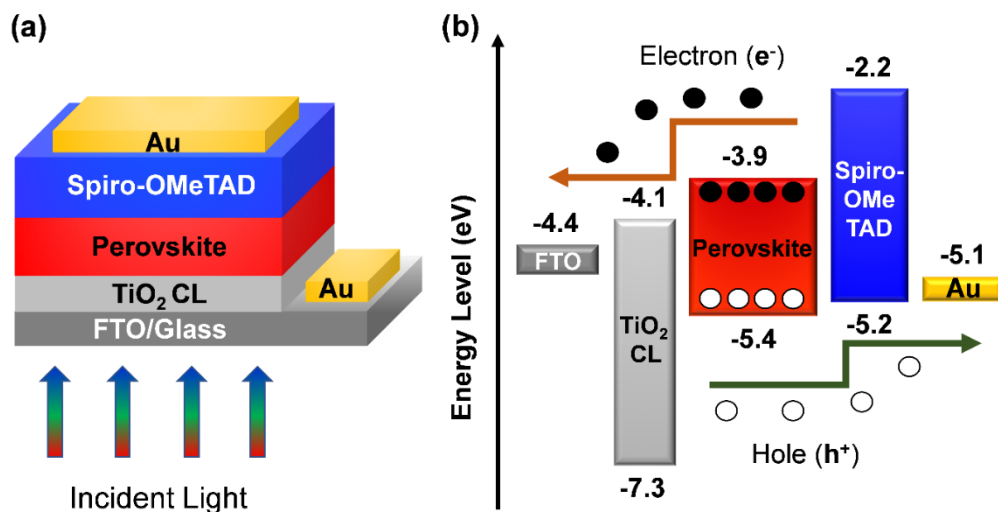 (a)
Au
Spiro-OMeTAD
Perovskite
TiO₂ CL
Au
FTO/Glass
Incident Light
(b)
Energy Level (eV)
Electron (e⁻)
-2.2
-3.9
-4.1
-4.4
FTO
TiO₂
CL
Perovskite
Spiro-
OMe
TAD
-5.1
Au
-5.4
-5.2
Hole (h⁺)
-7.3